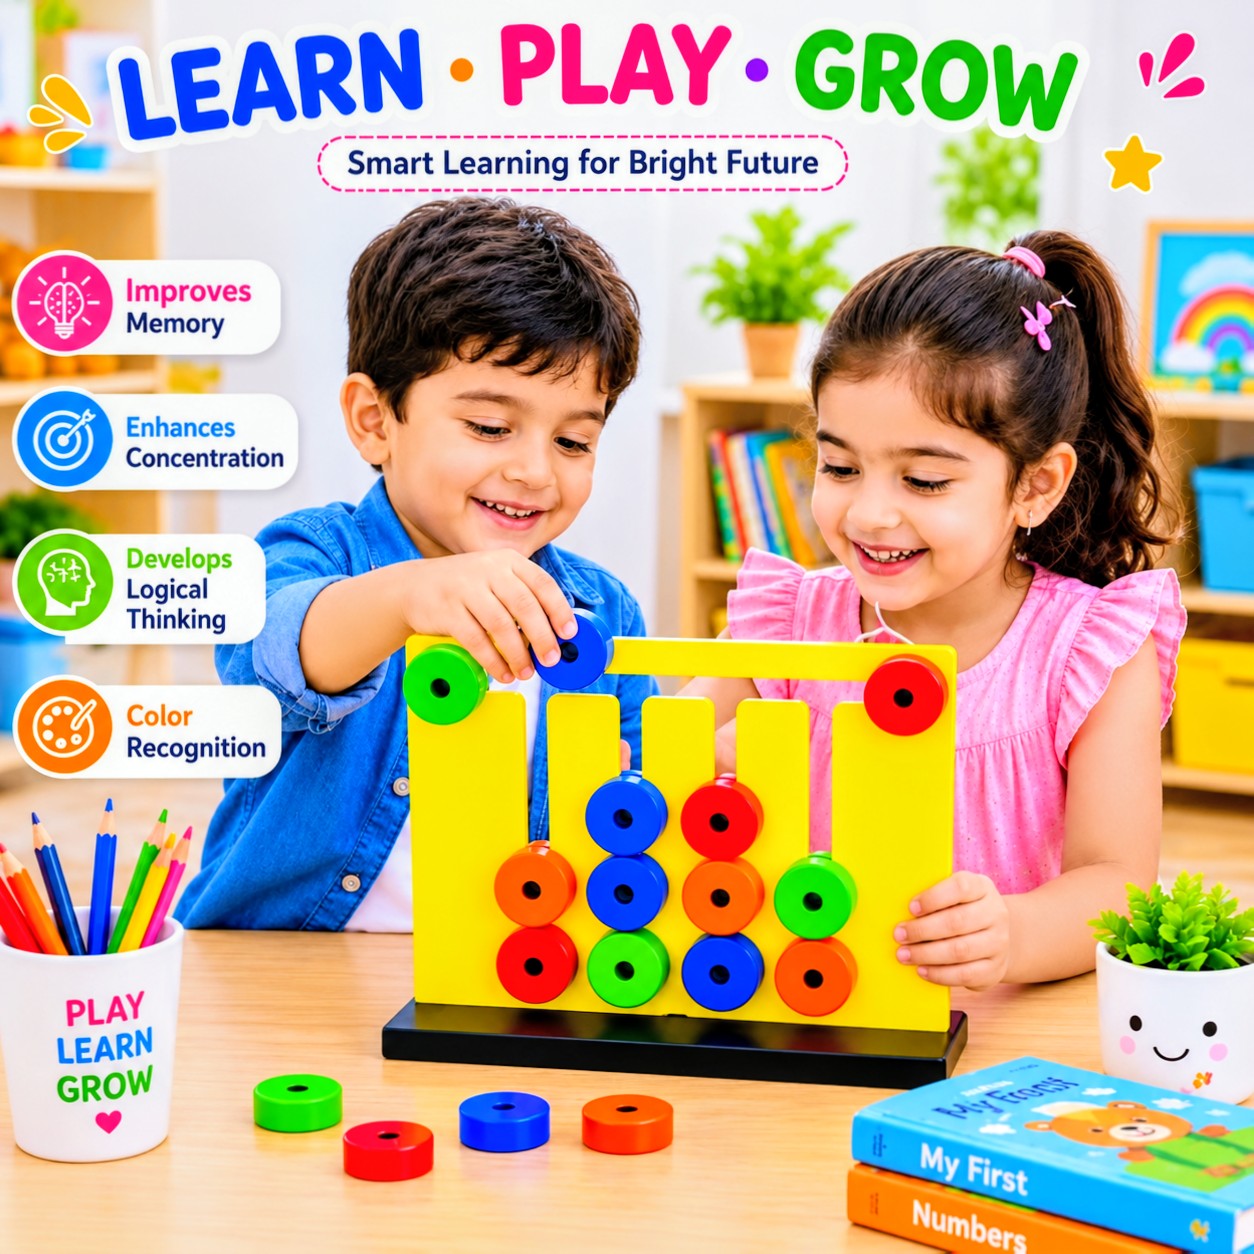 LEARN • PLAY • GROW
Smart Learning for Bright Future
Improves
Memory
Enhances
Concentration
Develops
Logical
Thinking
Color
Recognition
PLAY
LEARN
GROW
My First
Numbers